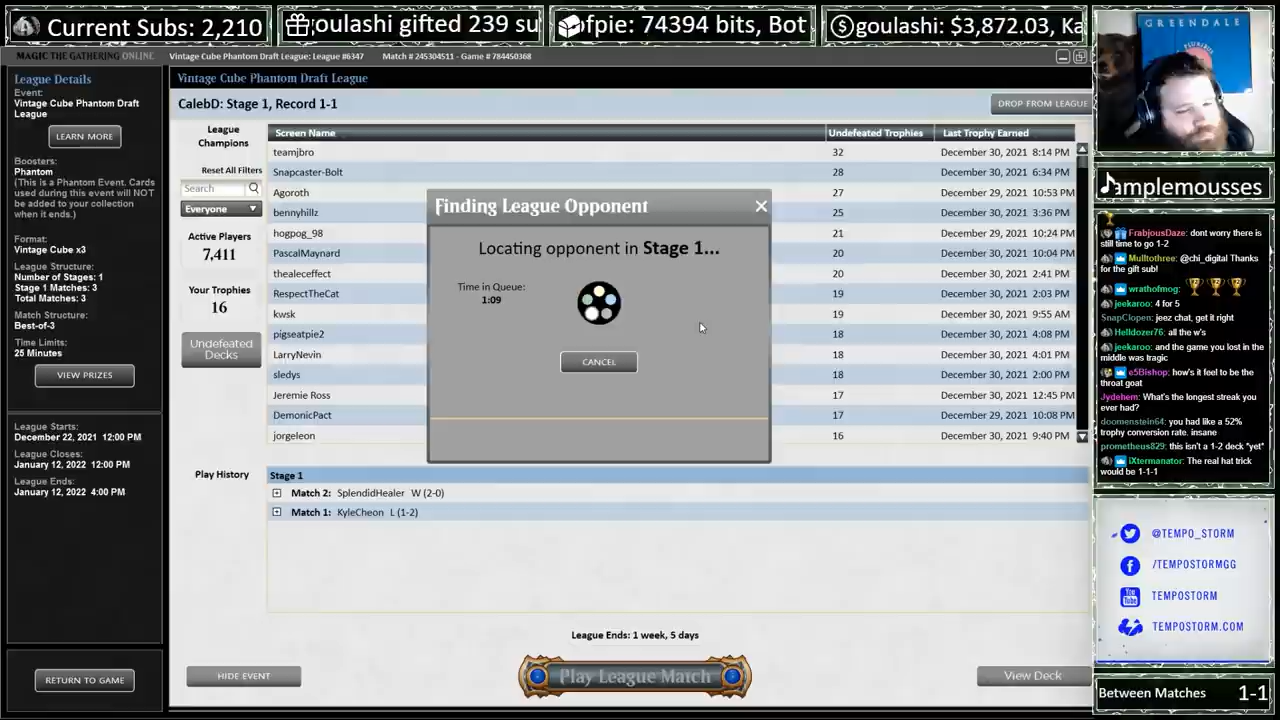 Current Subs: 2,210
goulashi gifted 239 su
fpie: 74394 bits, Bot
goulashi: $3,872.03, Ka
GREENDALE
MAGIC THE GATHERING ONLINE
Vintage Cube Phantom Draft League: League #6347
Match # 245304511 - Game # 784450368
League Details
Event:
Vintage Cube Phantom Draft
League
LEARN MORE
Boosters:
Phantom
(This is a Phantom Event. Cards
used during this event will NOT
be added to your collection
when it ends.)
Format:
Vintage Cube x3
League Structure:
Number of Stages: 1
Stage 1 Matches: 3
Total Matches: 3
Match Structure:
Best-of-3
Time Limits:
25 Minutes
VIEW PRIZES
League Starts:
December 22, 2021 12:00 PM
League Closes:
January 12, 2022 12:00 PM
League Ends:
January 12, 2022 4:00 PM
RETURN TO GAME
Vintage Cube Phantom Draft League
CalebD: Stage 1, Record 1-1
DROP FROM LEAGUE
League
Champions
Reset All Filters
Search
Everyone
Active Players
7,411
Your Trophies
16
Undefeated
Decks
Screen Name Undefeated Trophies Last Trophy Earned
teamjbro 32 December 30, 2021 8:14 PM
Snapcaster-Bolt 28 December 30, 2021 6:34 PM
Agoroth 27 December 29, 2021 10:53 PM
bennyhillz 25 December 30, 2021 3:36 PM
hogpog_98 21 December 29, 2021 10:24 PM
PascalMaynard 20 December 30, 2021 10:04 PM
thealeceffect 20 December 30, 2021 2:41 PM
RespectTheCat 19 December 30, 2021 2:03 PM
kwsk 19 December 30, 2021 9:55 AM
pigseatpie2 18 December 30, 2021 4:08 PM
LarryNevin 18 December 30, 2021 4:01 PM
sledys 18 December 30, 2021 2:00 PM
Jeremie Ross 17 December 30, 2021 12:45 PM
DemonicPact 17 December 29, 2021 10:08 PM
jorgeleon 16 December 30, 2021 9:40 PM
Finding League Opponent
Locating opponent in Stage 1...
Time in Queue:
1:09
CANCEL
Play History
Stage 1
Match 2: SplendidHealer W (2-0)
Match 1: KyleCheon L (1-2)
League Ends: 1 week, 5 days
HIDE EVENT
Play League Match
View Deck
amplemousses
FrabjousDaze: dont worry there is
still time to go 1-2
Mulltothree: @chi_digital Thanks
for the gift sub!
wrathofmog:
jeekaroo: 4 for 5
SnapClopen: jeez chat, get it right
Helldozer76: all the w's
jeekaroo: and the game you lost in the
middle was tragic
e5Bishop: how's it feel to be the
throat goat
Jydehem: What's the longest streak you
ever had?
doomenstein64: you had like a 52%
trophy conversion rate. insane
prometheus829: this isn't a 1-2 deck *yet*
iXtermanator: The real hat trick
would be 1-1-1
@TEMPO_STORM
/TEMPOSTORMGG
TEMPOSTORM
TEMPOSTORM.COM
Between Matches 1-1